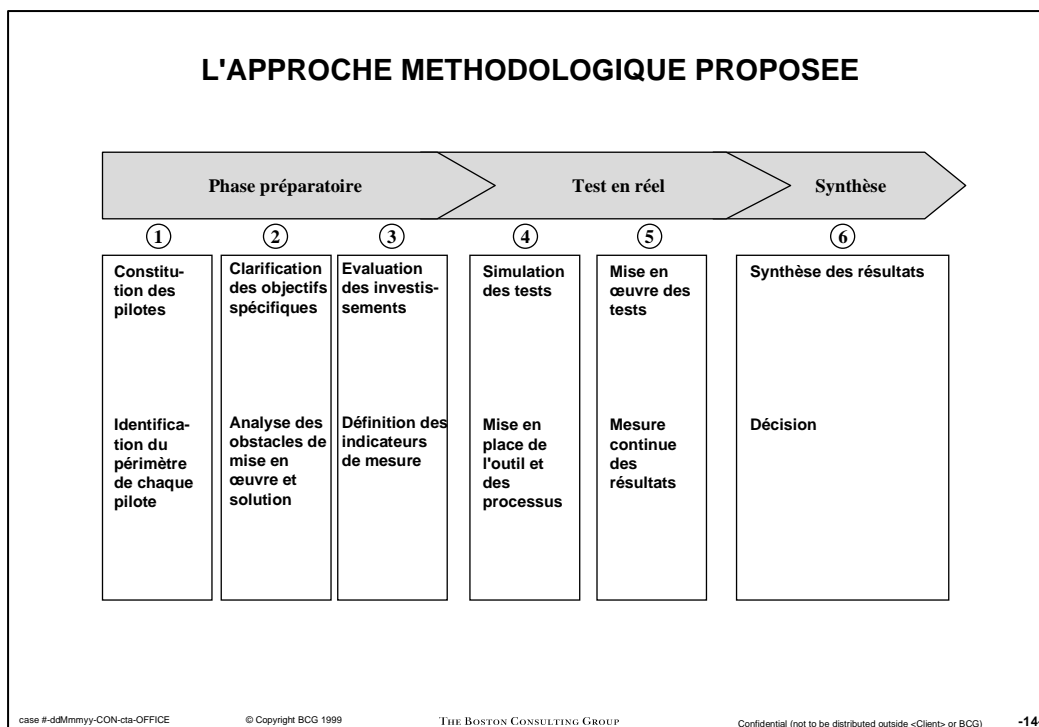 L'APPROCHE METHODOLOGIQUE PROPOSEE
Phase préparatoire
Test en réel
Synthèse
1
2
3
4
5
6
Constitu-
tion des
pilotes
Identifica-
tion du
périmètre
de chaque
pilote
Clarification
des objectifs
spécifiques
Analyse des
obstacles de
mise en
œuvre et
solution
Evaluation
des investis-
sements
Définition des
indicateurs
de mesure
Simulation
des tests
Mise en
place de
l'outil et
des
processus
Mise en
œuvre des
tests
Mesure
continue
des
résultats
Synthèse des résultats
Décision
case #-ddMmmyy-CON-cta-OFFICE
© Copyright BCG 1999
THE BOSTON CONSULTING GROUP
Confidential (not to be distributed outside <Client> or BCG)
-14-